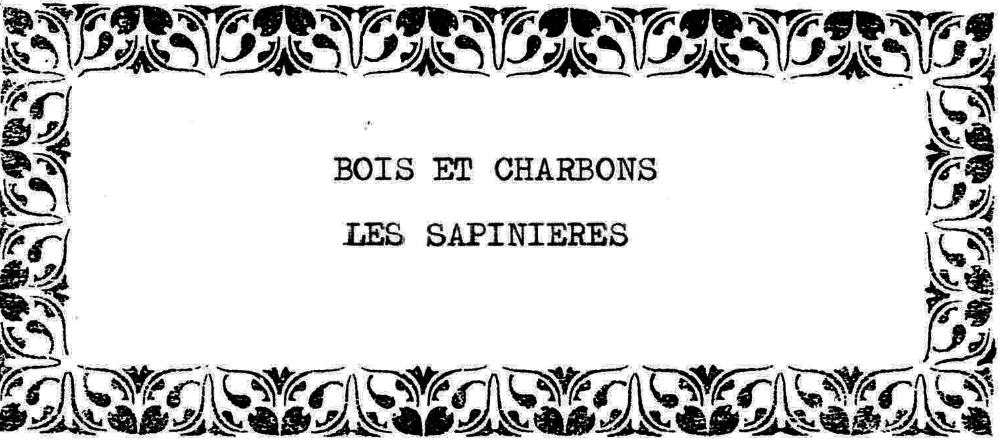 BOIS ET CHARBONS
LES SAPINIERES